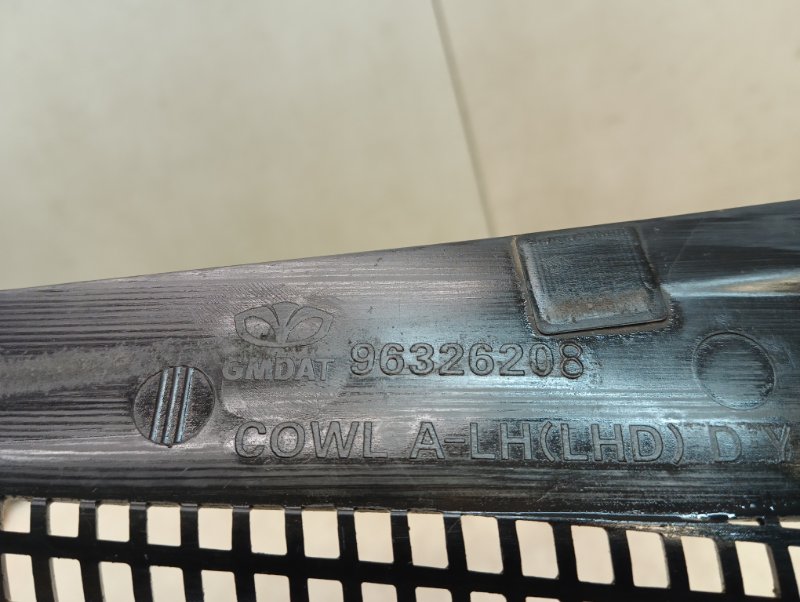 GMDAT 96326208
COWL A-LH(LHD) D Y